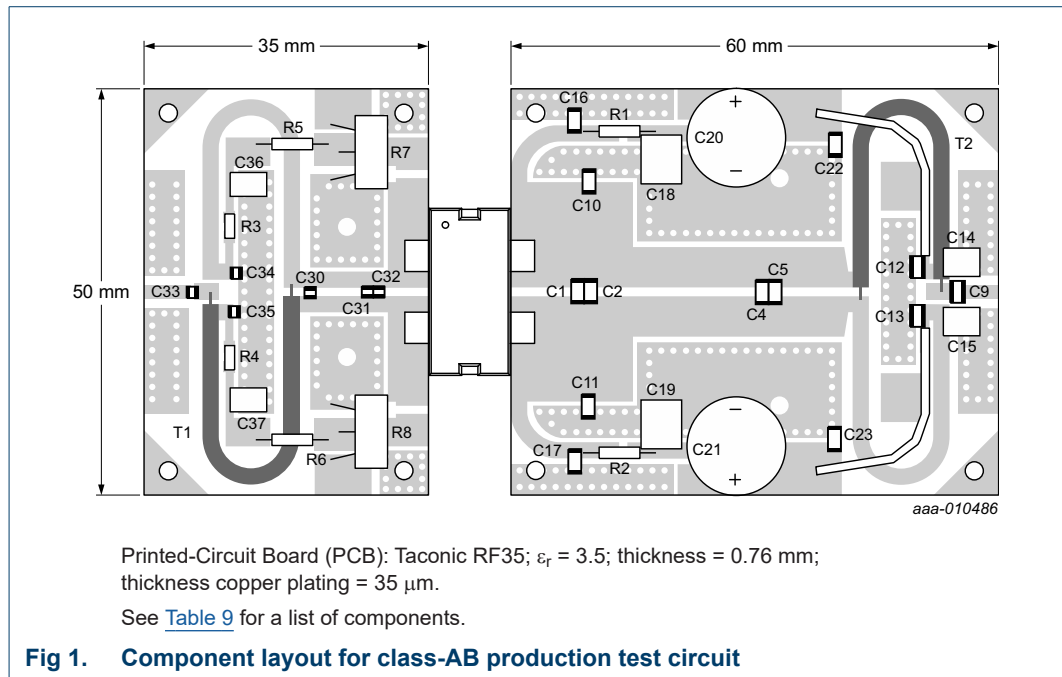 35 mm
60 mm
50 mm
C16
R1
C20
+
−
R5
R7
C36
C18
C22
T2
C10
R3
C34
C33
C30
C32
C31
C35
C1
C2
C5
C4
C12
C14
C9
C13
C15
R4
C37
T1
R6
R8
C11
C19
C17
R2
C21
−
+
C23
aaa-010486
Printed-Circuit Board (PCB): Taconic RF35; εr = 3.5; thickness = 0.76 mm;
thickness copper plating = 35 μm.
See Table 9 for a list of components.
Fig 1. Component layout for class-AB production test circuit